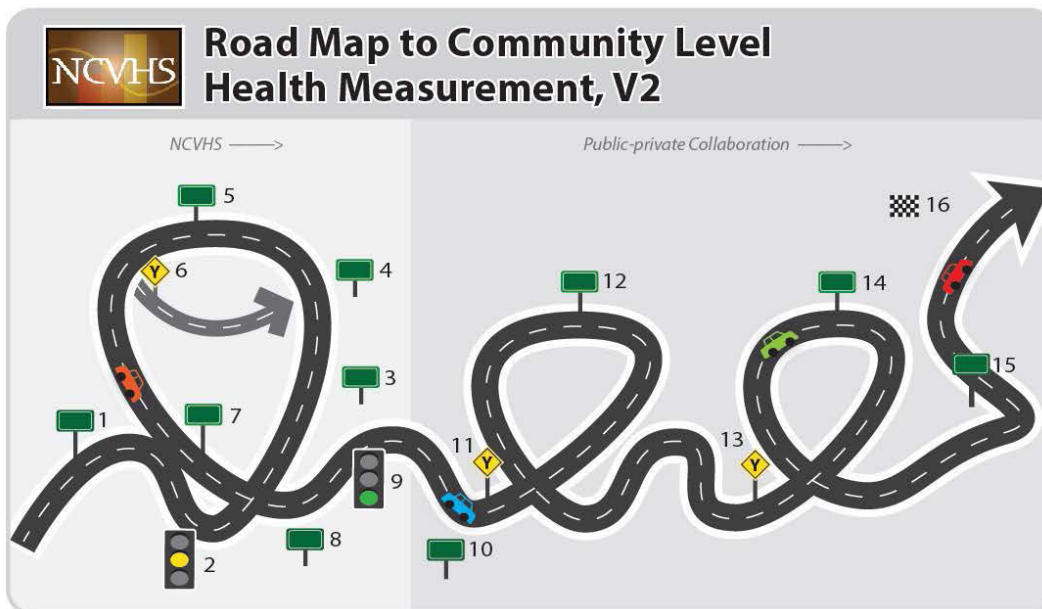 NCVHS
Road Map to Community Level
Health Measurement, V2
NCVHS ———>
Public-private Collaboration ———>
5
16
6
4
12
14
3
15
1
7
11
13
9
8
10
2
Y
Y
Y